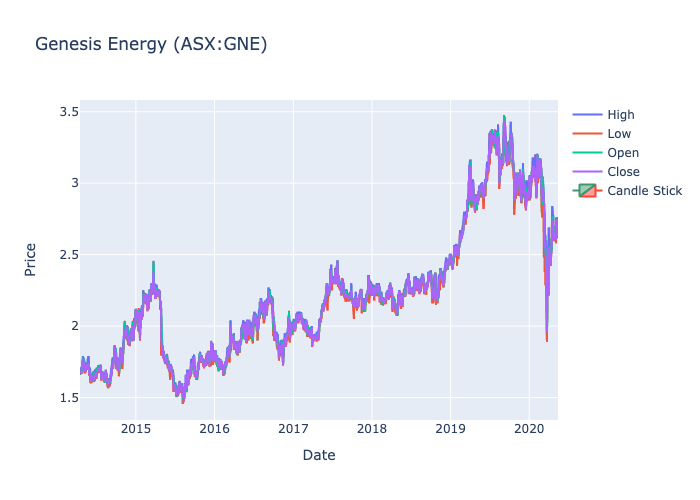 Genesis Energy (ASX:GNE)
3.5
3
2.5
2
1.5
Price
2015 2016 2017 2018 2019 2020
Date
High
Low
Open
Close
Candle Stick